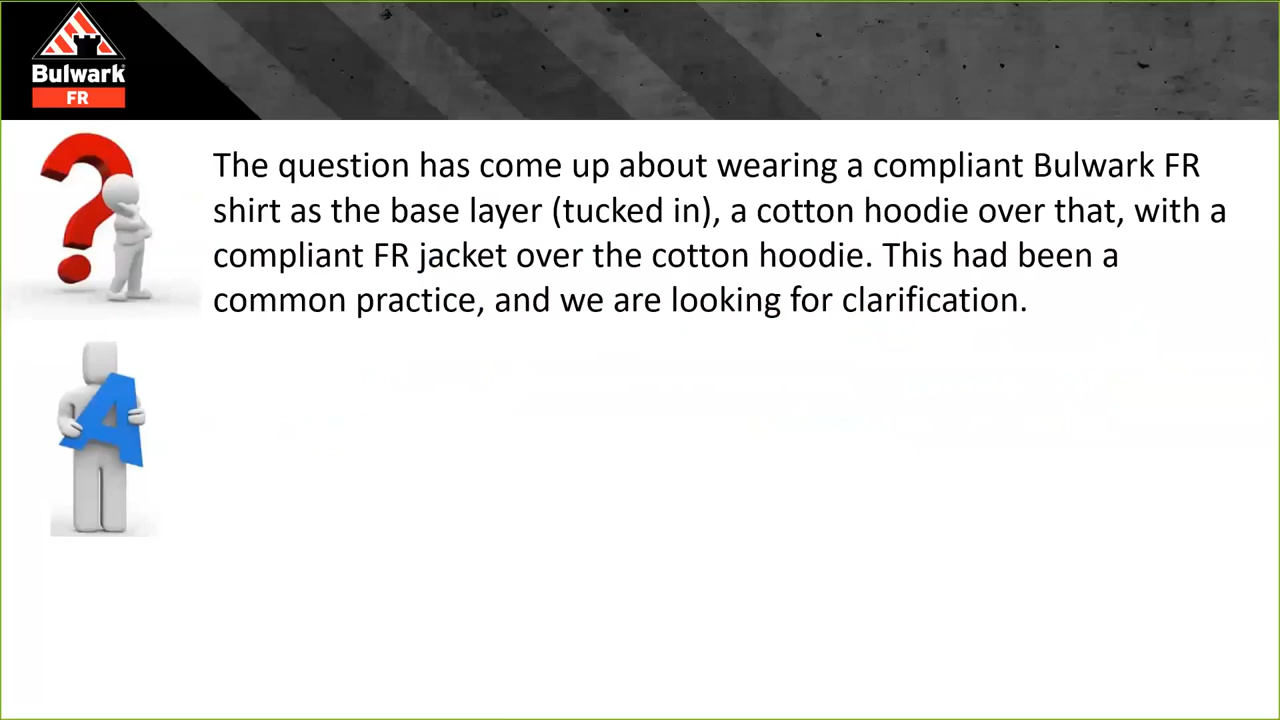 Bulwark
FR
The question has come up about wearing a compliant Bulwark FR
shirt as the base layer (tucked in), a cotton hoodie over that, with a
compliant FR jacket over the cotton hoodie. This had been a
common practice, and we are looking for clarification.
A